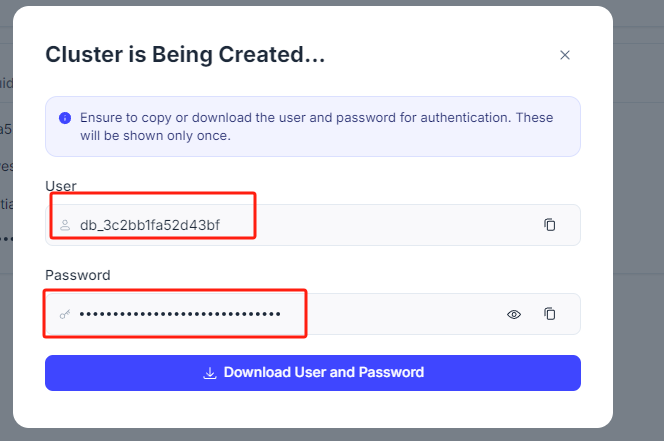 Cluster is Being Created...
Ensure to copy or download the user and password for authentication. These
will be shown only once.
User
db_3c2bb1fa52d43bf
Password
••••••••••••••••••••••••••••••
Download User and Password